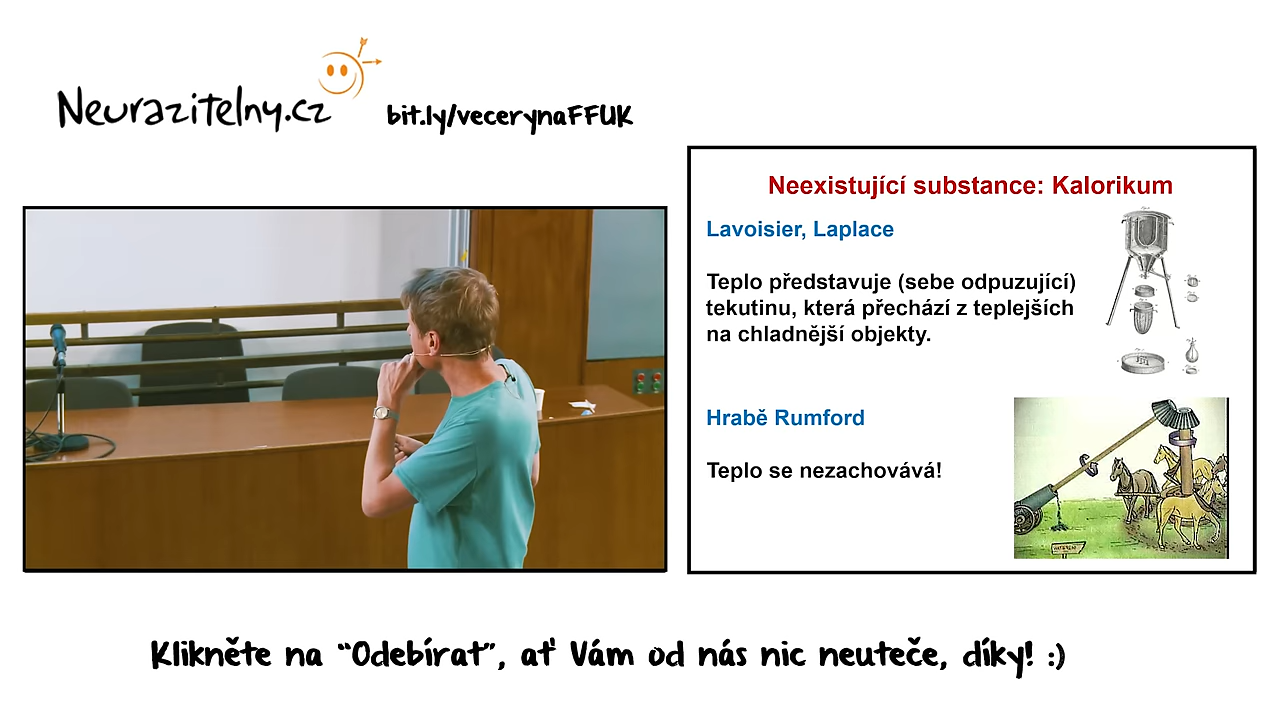 Neurazitelny.cz
bit.ly/vecerynaFFUK
Neexistující substance: Kalorikum
Lavoisier, Laplace
Teplo představuje (sebe odpuzující)
tekutinu, která přechází z teplejších
na chladnější objekty.
Hrabě Rumford
Teplo se nezachovává!
Klikněte na “Odebírat”, ať Vám od nás nic neuteče, díky! :)